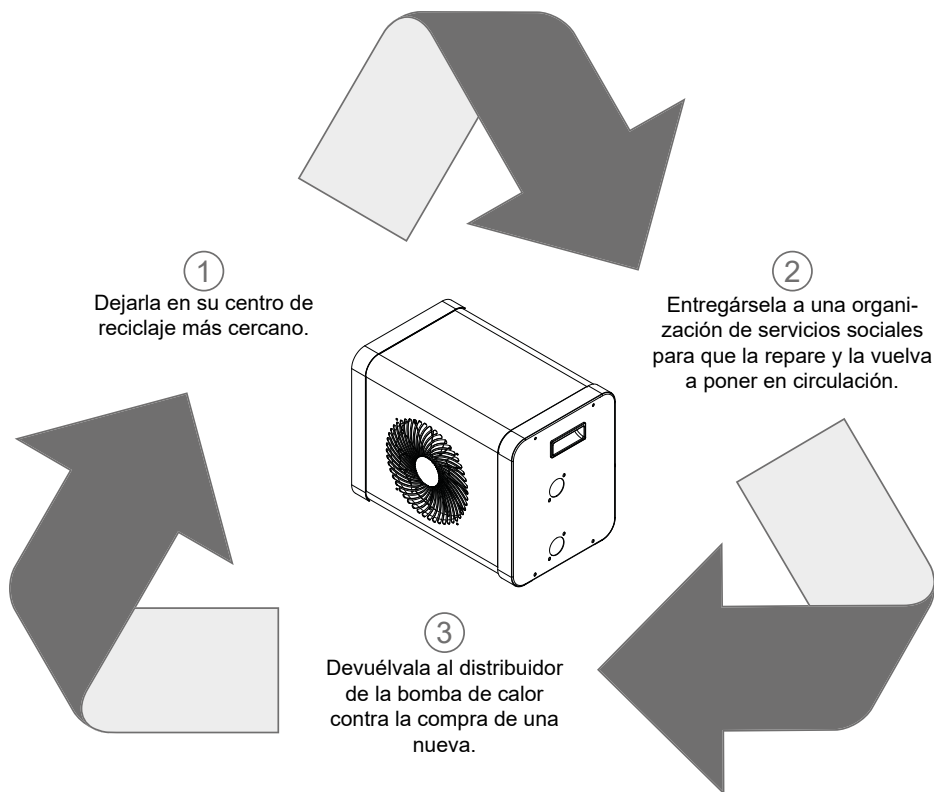 1
Dejarla en su centro de
reciclaje más cercano.
2
Entregársela a una organi-
zación de servicios sociales
para que la repare y la vuelva
a poner en circulación.
3
Devuélvala al distribuidor
de la bomba de calor
contra la compra de una
nueva.